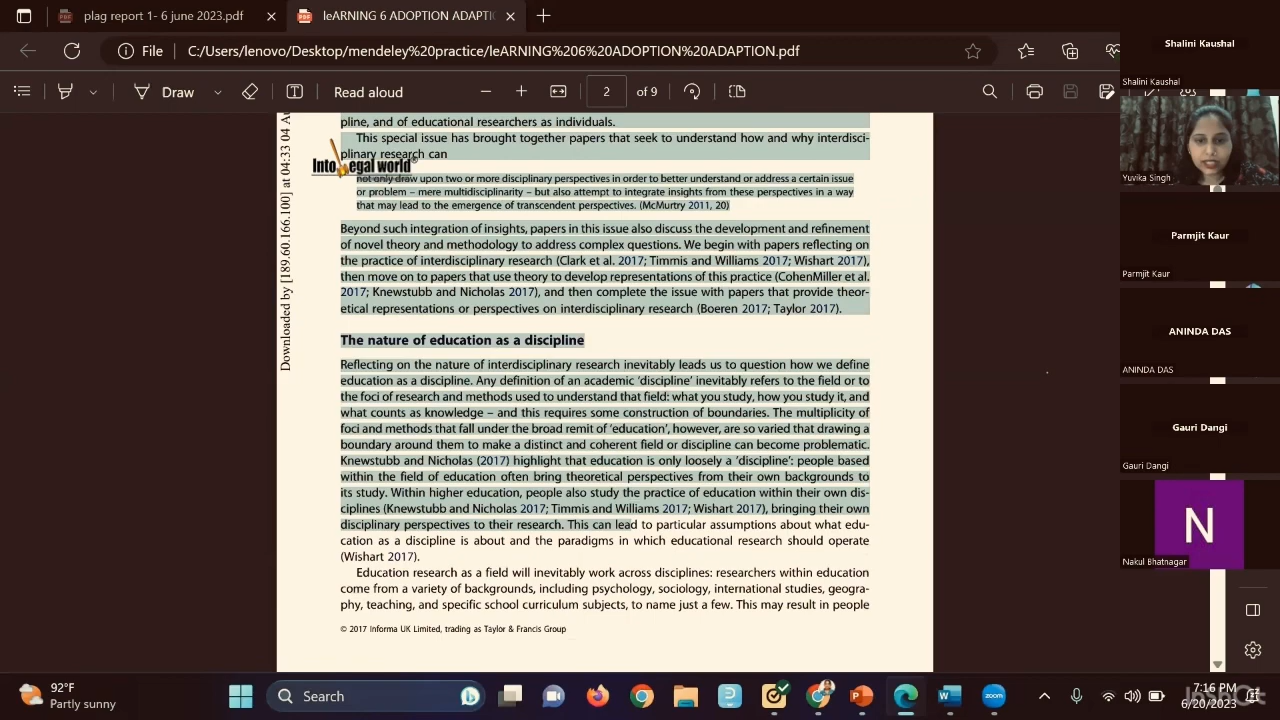 plag report 1- 6 june 2023.pdf
leARNING 6 ADOPTION ADAPTI
File
C:/Users/lenovo/Desktop/mendeley%20practice/leARNING%206%20ADOPTION%20ADAPTION.pdf
Draw
Read aloud
2
of 9
Downloaded by [189.60.166.100] at 04:33 04 A
pline, and of educational researchers as individuals.
This special issue has brought together papers that seek to understand how and why interdisci-
plinary research can
Into Legal world®
not only draw upon two or more disciplinary perspectives in order to better understand or address a certain issue
or problem – mere multidisciplinarity – but also attempt to integrate insights from these perspectives in a way
that may lead to the emergence of transcendent perspectives. (McMurtry 2011, 20)
Beyond such integration of insights, papers in this issue also discuss the development and refinement
of novel theory and methodology to address complex questions. We begin with papers reflecting on
the practice of interdisciplinary research (Clark et al. 2017; Timmis and Williams 2017; Wishart 2017),
then move on to papers that use theory to develop representations of this practice (CohenMiller et al.
2017; Knewstubb and Nicholas 2017), and then complete the issue with papers that provide theor-
etical representations or perspectives on interdisciplinary research (Boeren 2017; Taylor 2017).
The nature of education as a discipline
Reflecting on the nature of interdisciplinary research inevitably leads us to question how we define
education as a discipline. Any definition of an academic ‘discipline’ inevitably refers to the field or to
the foci of research and methods used to understand that field: what you study, how you study it, and
what counts as knowledge – and this requires some construction of boundaries. The multiplicity of
foci and methods that fall under the broad remit of ‘education’, however, are so varied that drawing a
boundary around them to make a distinct and coherent field or discipline can become problematic.
Knewstubb and Nicholas (2017) highlight that education is only loosely a ‘discipline’: people based
within the field of education often bring theoretical perspectives from their own backgrounds to
its study. Within higher education, people also study the practice of education within their own dis-
ciplines (Knewstubb and Nicholas 2017; Timmis and Williams 2017; Wishart 2017), bringing their own
disciplinary perspectives to their research. This can lead to particular assumptions about what edu-
cation as a discipline is about and the paradigms in which educational research should operate
(Wishart 2017).
Education research as a field will inevitably work across disciplines: researchers within education
come from a variety of backgrounds, including psychology, sociology, international studies, geogra-
phy, teaching, and specific school curriculum subjects, to name just a few. This may result in people
© 2017 Informa UK Limited, trading as Taylor & Francis Group
Shalini Kaushal
Shalini Kaushal
Yuvika Singh
Parmjit Kaur
Parmjit Kaur
ANINDA DAS
ANINDA DAS
Gauri Dangi
Gauri Dangi
N
Nakul Bhatnagar
92°F
Partly sunny
Search
zoom
7:16 PM
6/20/2023
InShOt